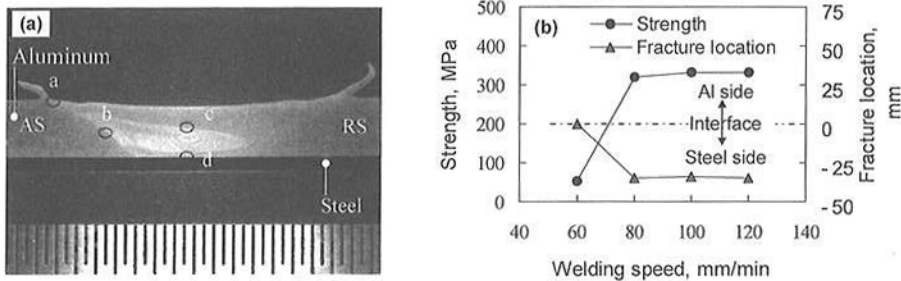 (a)
Aluminum
a
b
c
AS
RS
d
Steel
(b)
Strength
Fracture location
Al side
Interface
Steel side
500
400
300
200
100
0
Strength, MPa
75
50
25
0
-25
-50
Fracture location,
mm
40 60 80 100 120 140
Welding speed, mm/min